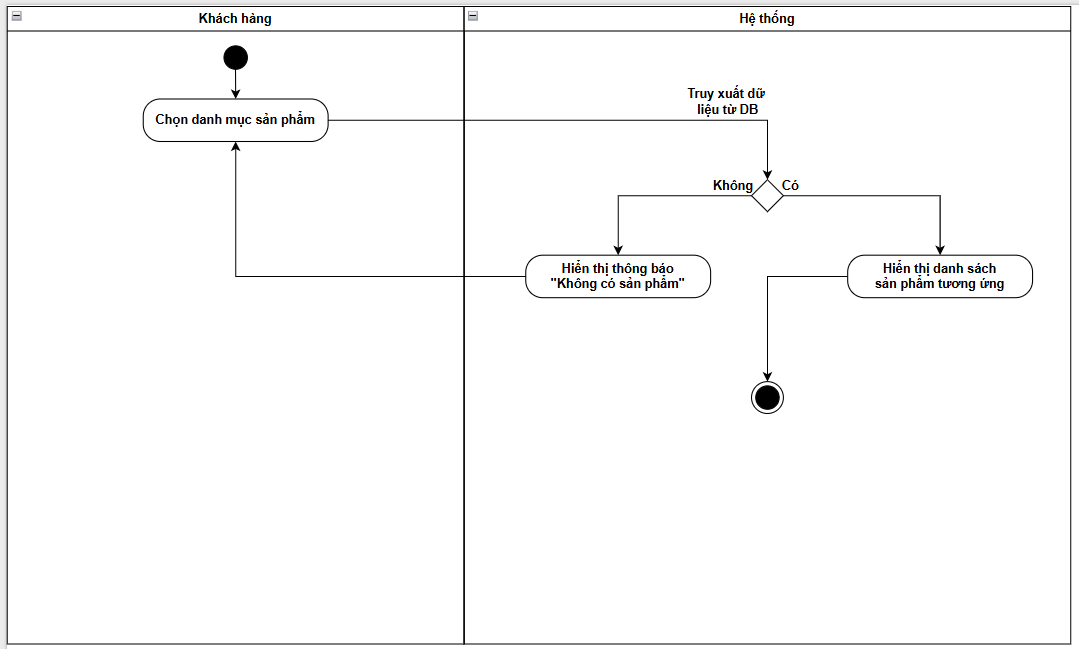 Khách hàng
Hệ thống
Truy xuất dữ
liệu từ DB
Chọn danh mục sản phẩm
Không
Có
Hiển thị thông báo
"Không có sản phẩm"
Hiển thị danh sách
sản phẩm tương ứng